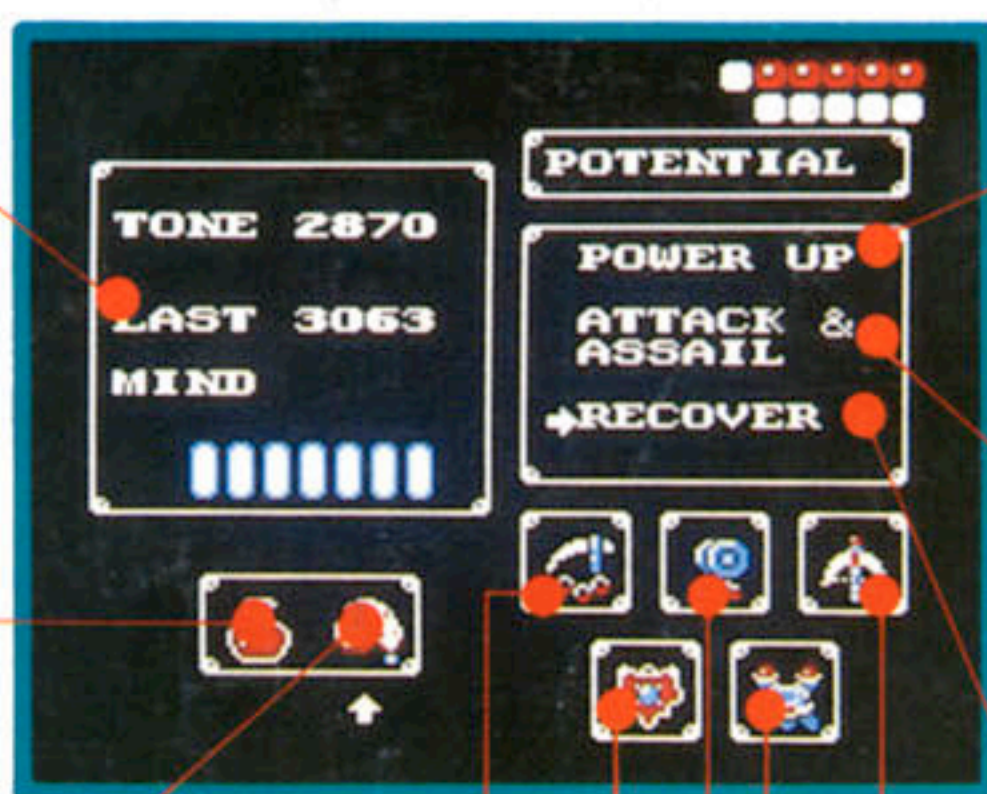 TONE 2870
LAST 3063
MIND
POTENTIAL
POWER UP
ATTACK &
ASSAIL
RECOVER